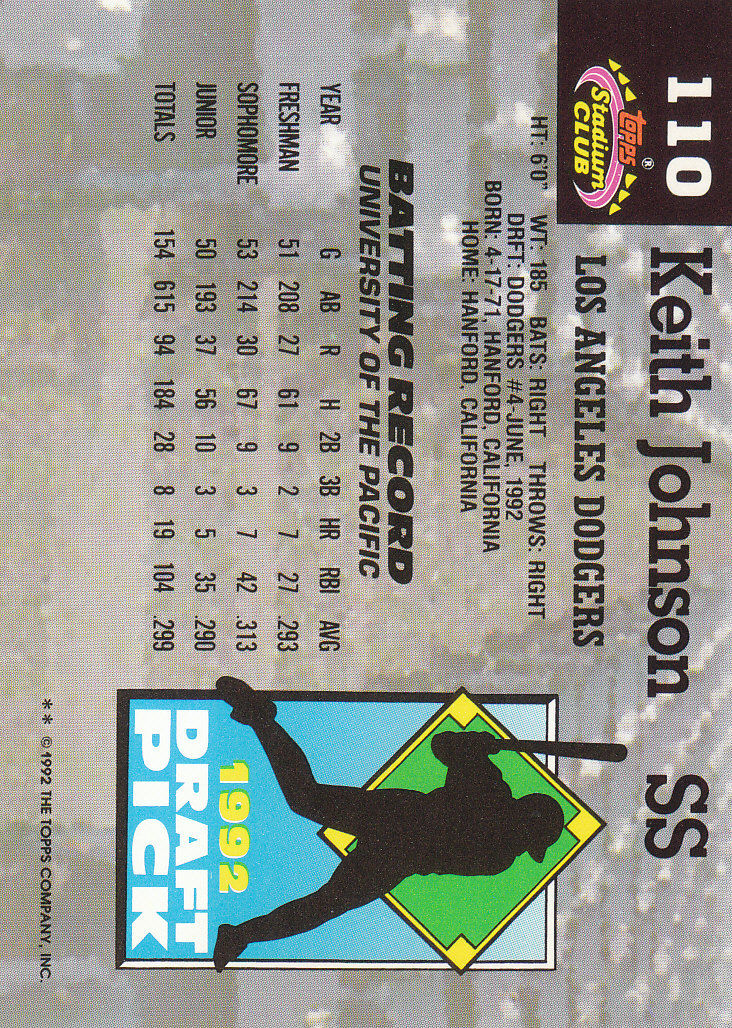 110
Keith Johnson SS
LOS ANGELES DODGERS
topps®
Stadium
CLUB
HT: 6'0" WT: 185 BATS: RIGHT THROWS: RIGHT
DRFT: DODGERS #4-JUNE, 1992
BORN: 4-17-71, HANFORD, CALIFORNIA
HOME: HANFORD, CALIFORNIA
BATTING RECORD
UNIVERSITY OF THE PACIFIC
YEAR G AB R H 2B 3B HR RBI AVG
FRESHMAN 51 208 27 61 9 2 7 27 .293
SOPHOMORE 53 214 30 67 9 3 7 42 .313
JUNIOR 50 193 37 56 10 3 5 35 .290
TOTALS 154 615 94 184 28 8 19 104 .299
1992
DRAFT
PICK
** ©1992 THE TOPPS COMPANY, INC.